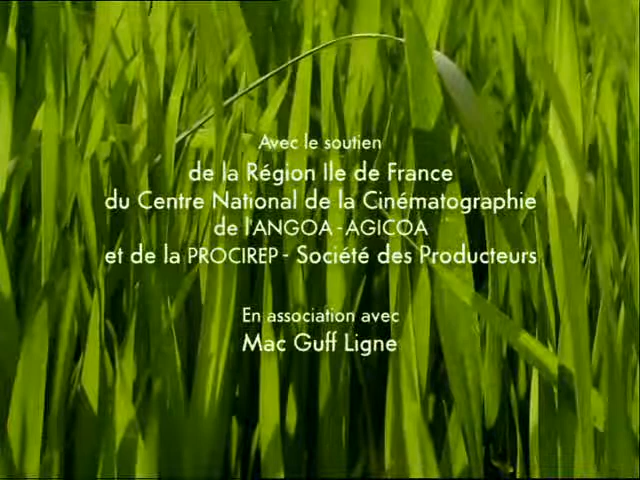 Avec le soutien
de la Région Ile de France
du Centre National de la Cinématographie
de l'ANGOA - AGICOA
et de la PROCIREP - Société des Producteurs
En association avec
Mac Guff Ligne